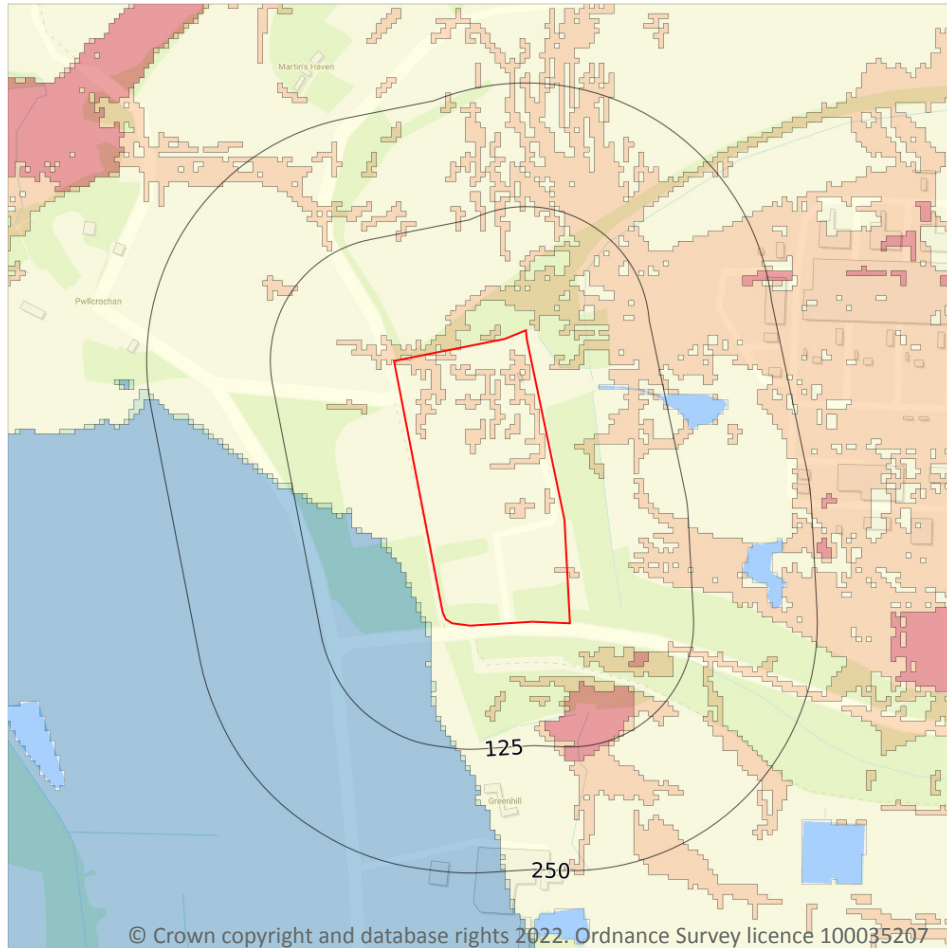 Martin's Haven
Pwllcrochan
125
Greenhill
250
© Crown copyright and database rights 2022. Ordnance Survey licence 100035207